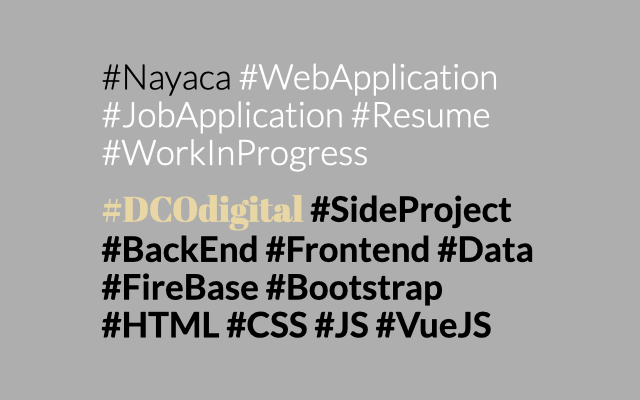 #Nayaca #WebApplication
#JobApplication #Resume
#WorkInProgress
#DCOdigital #SideProject
#BackEnd #Frontend #Data
#FireBase #Bootstrap
#HTML #CSS #JS #VueJS